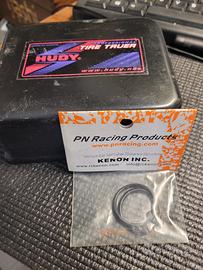 TIRE TRUER
HUDY
www.hudy.net
PN Racing Products
www.pnracing.com
KENON INC.